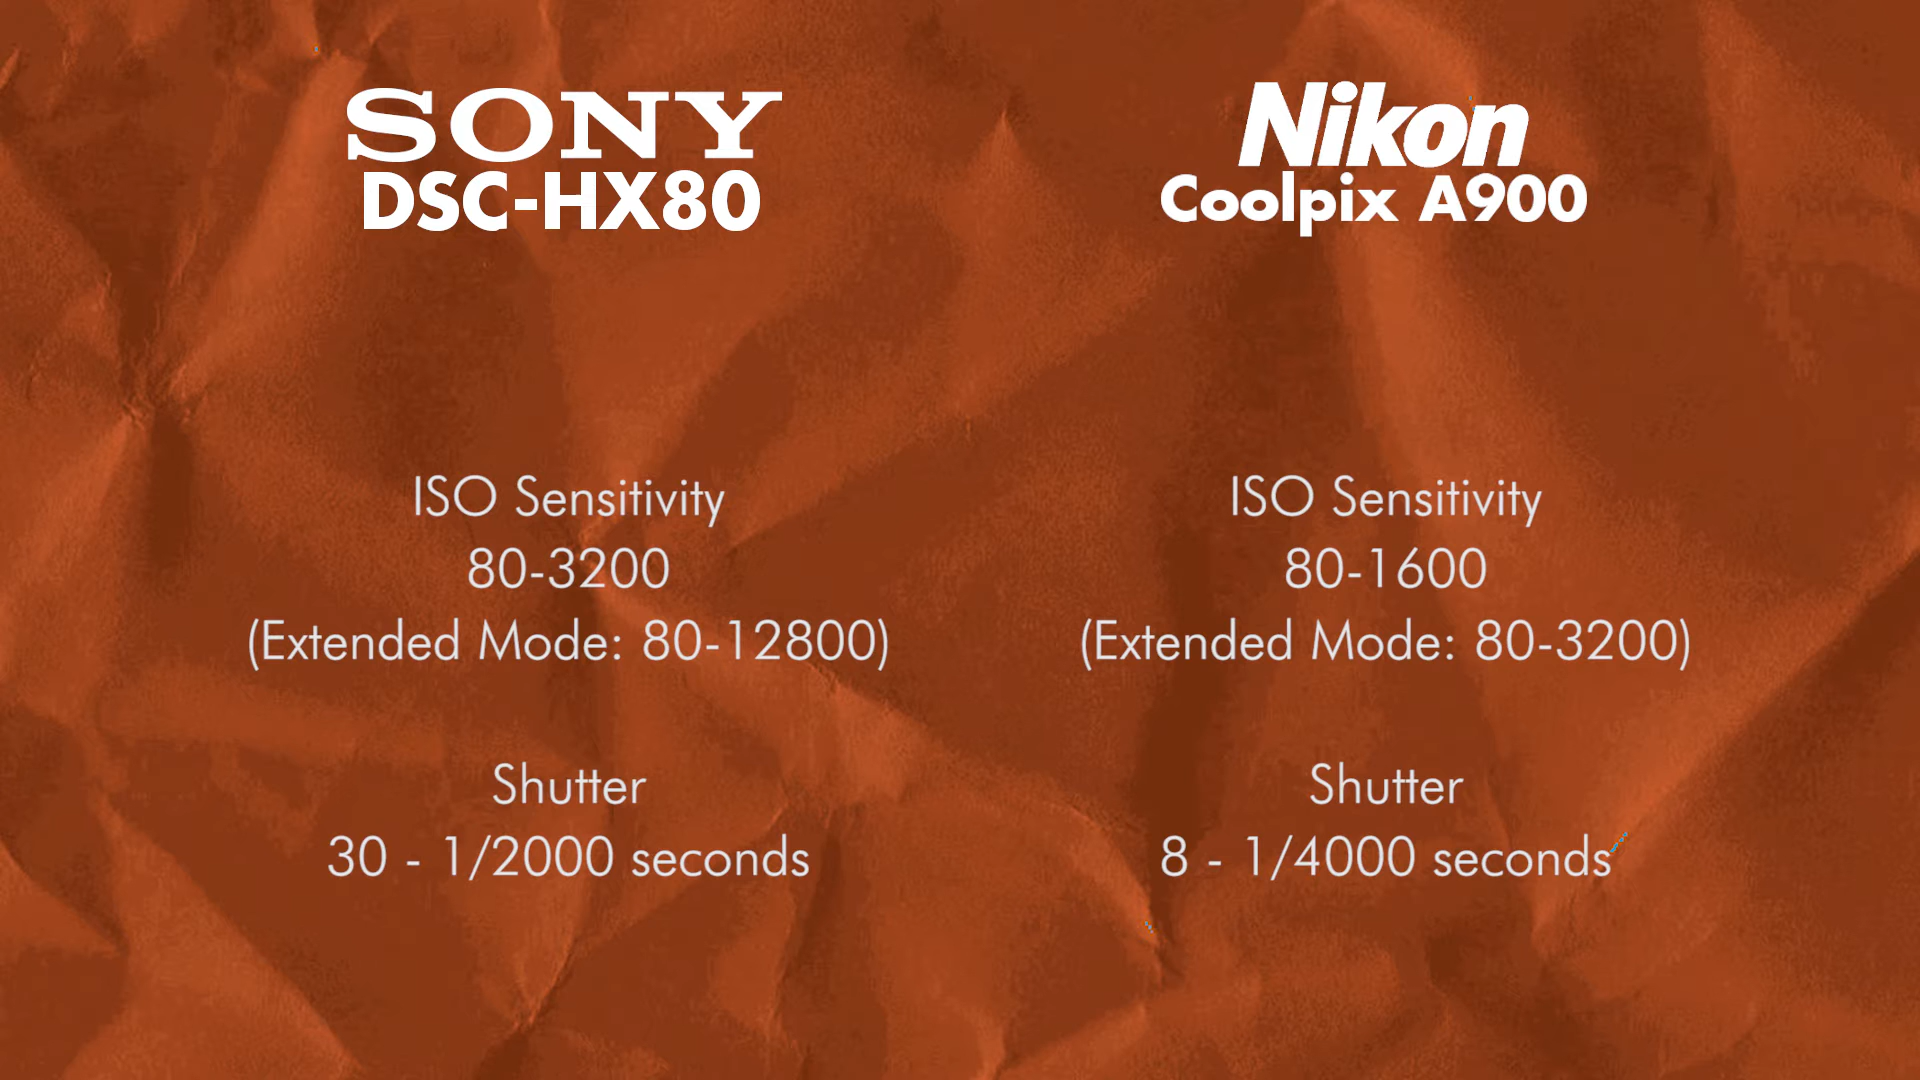 SONY
DSC-HX80
ISO Sensitivity
80-3200
(Extended Mode: 80-12800)
Shutter
30 - 1/2000 seconds
Nikon
Coolpix A900
ISO Sensitivity
80-1600
(Extended Mode: 80-3200)
Shutter
8 - 1/4000 seconds